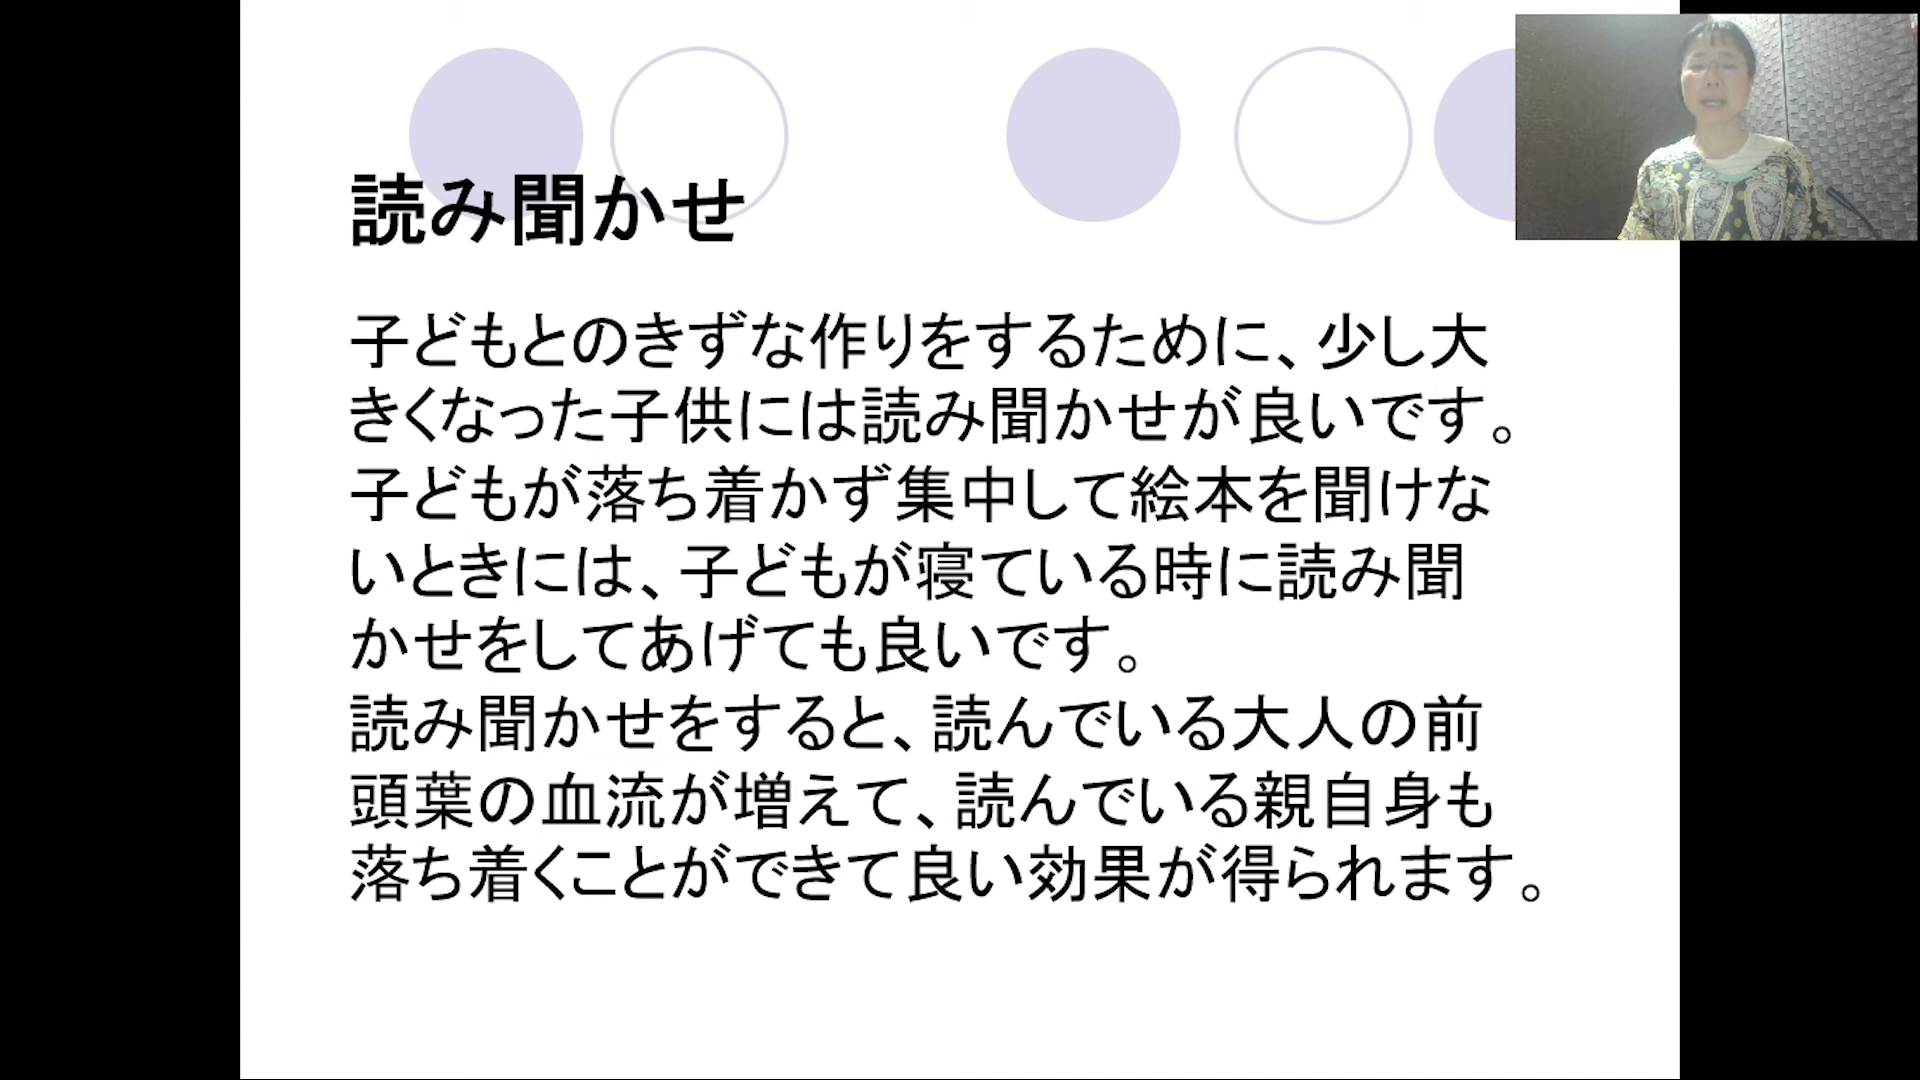 読み聞かせ
子どもとのきずな作りをするために、少し大
きくなった子供には読み聞かせが良いです。
子どもが落ち着かず集中して絵本を聞けな
いときには、子どもが寝ている時に読み聞
かせをしてあげても良いです。
読み聞かせをすると、読んでいる大人の前
頭葉の血流が増えて、読んでいる親自身も
落ち着くことができて良い効果が得られます。